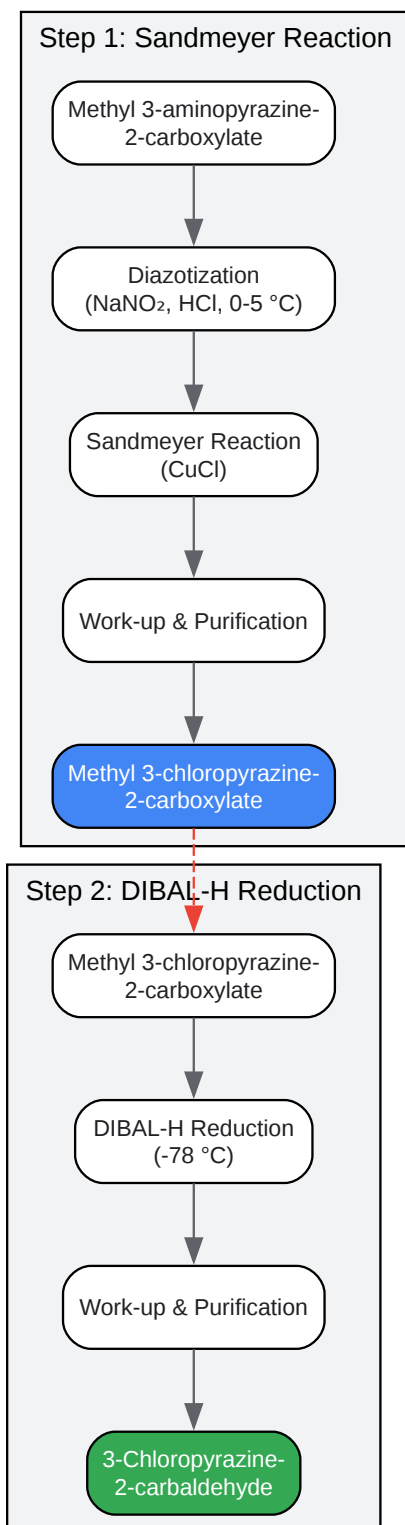 Step 1: Sandmeyer Reaction
Methyl 3-aminopyrazine-
2-carboxylate
Diazotization
(NaNO₂, HCl, 0-5 °C)
Sandmeyer Reaction
(CuCl)
Work-up & Purification
Methyl 3-chloropyrazine-
2-carboxylate
Step 2: DIBAL-H Reduction
Methyl 3-chloropyrazine-
2-carboxylate
DIBAL-H Reduction
(-78 °C)
Work-up & Purification
3-Chloropyrazine-
2-carbaldehyde